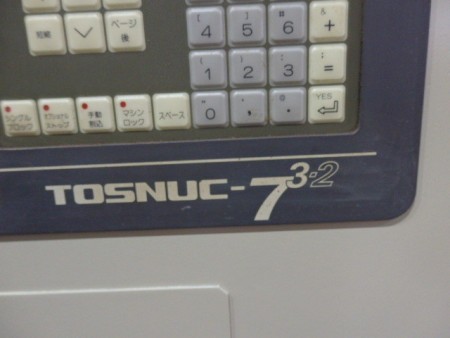 ページ
後
[ 4 ] 5 # 6 & +
( 1 ) 2 : 3 ; =
シングル
ブロック
オプショナル
ストップ
手動
割込
マシン
ロック
スペース
0
YES
TOSNUC-7 3-2